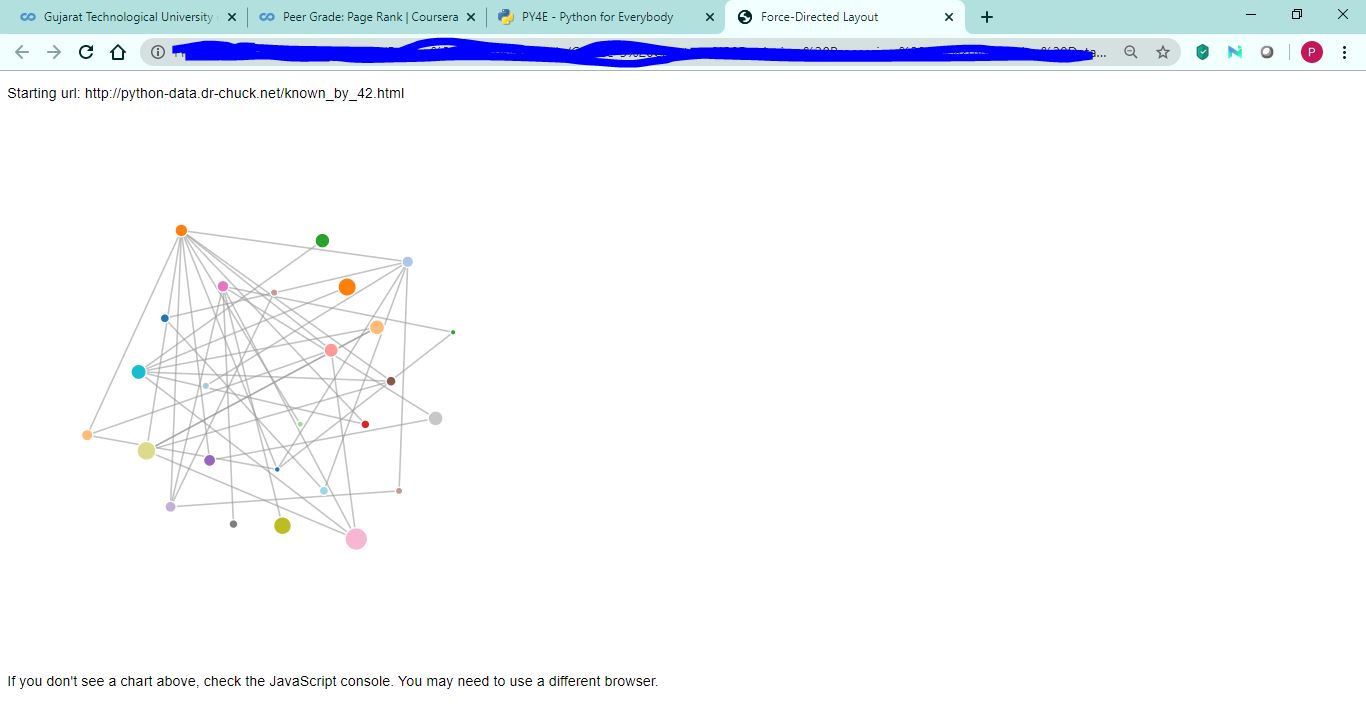 Gujarat Technological University
Peer Grade: Page Rank | Coursera
PY4E - Python for Everybody
Force-Directed Layout
P
Starting url: http://python-data.dr-chuck.net/known_by_42.html
If you don't see a chart above, check the JavaScript console. You may need to use a different browser.